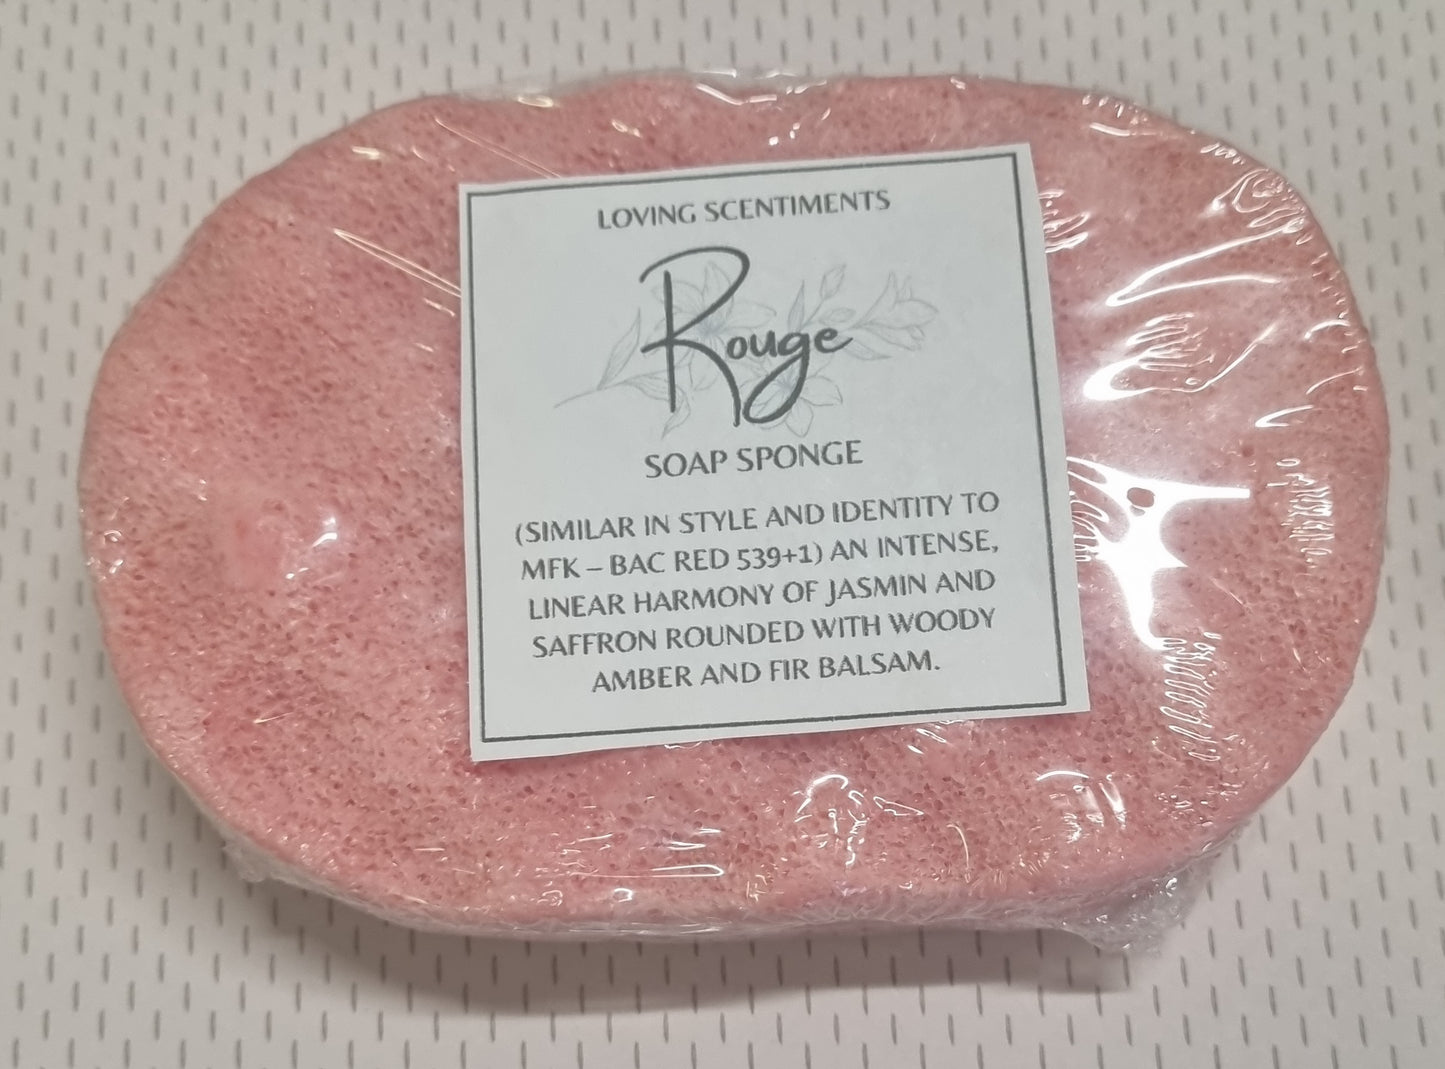 LOVING SCENTIMENTS
Rouge
SOAP SPONGE
(SIMILAR IN STYLE AND IDENTITY TO
MFK – BAC RED 539+1) AN INTENSE,
LINEAR HARMONY OF JASMIN AND
SAFFRON ROUNDED WITH WOODY
AMBER AND FIR BALSAM.